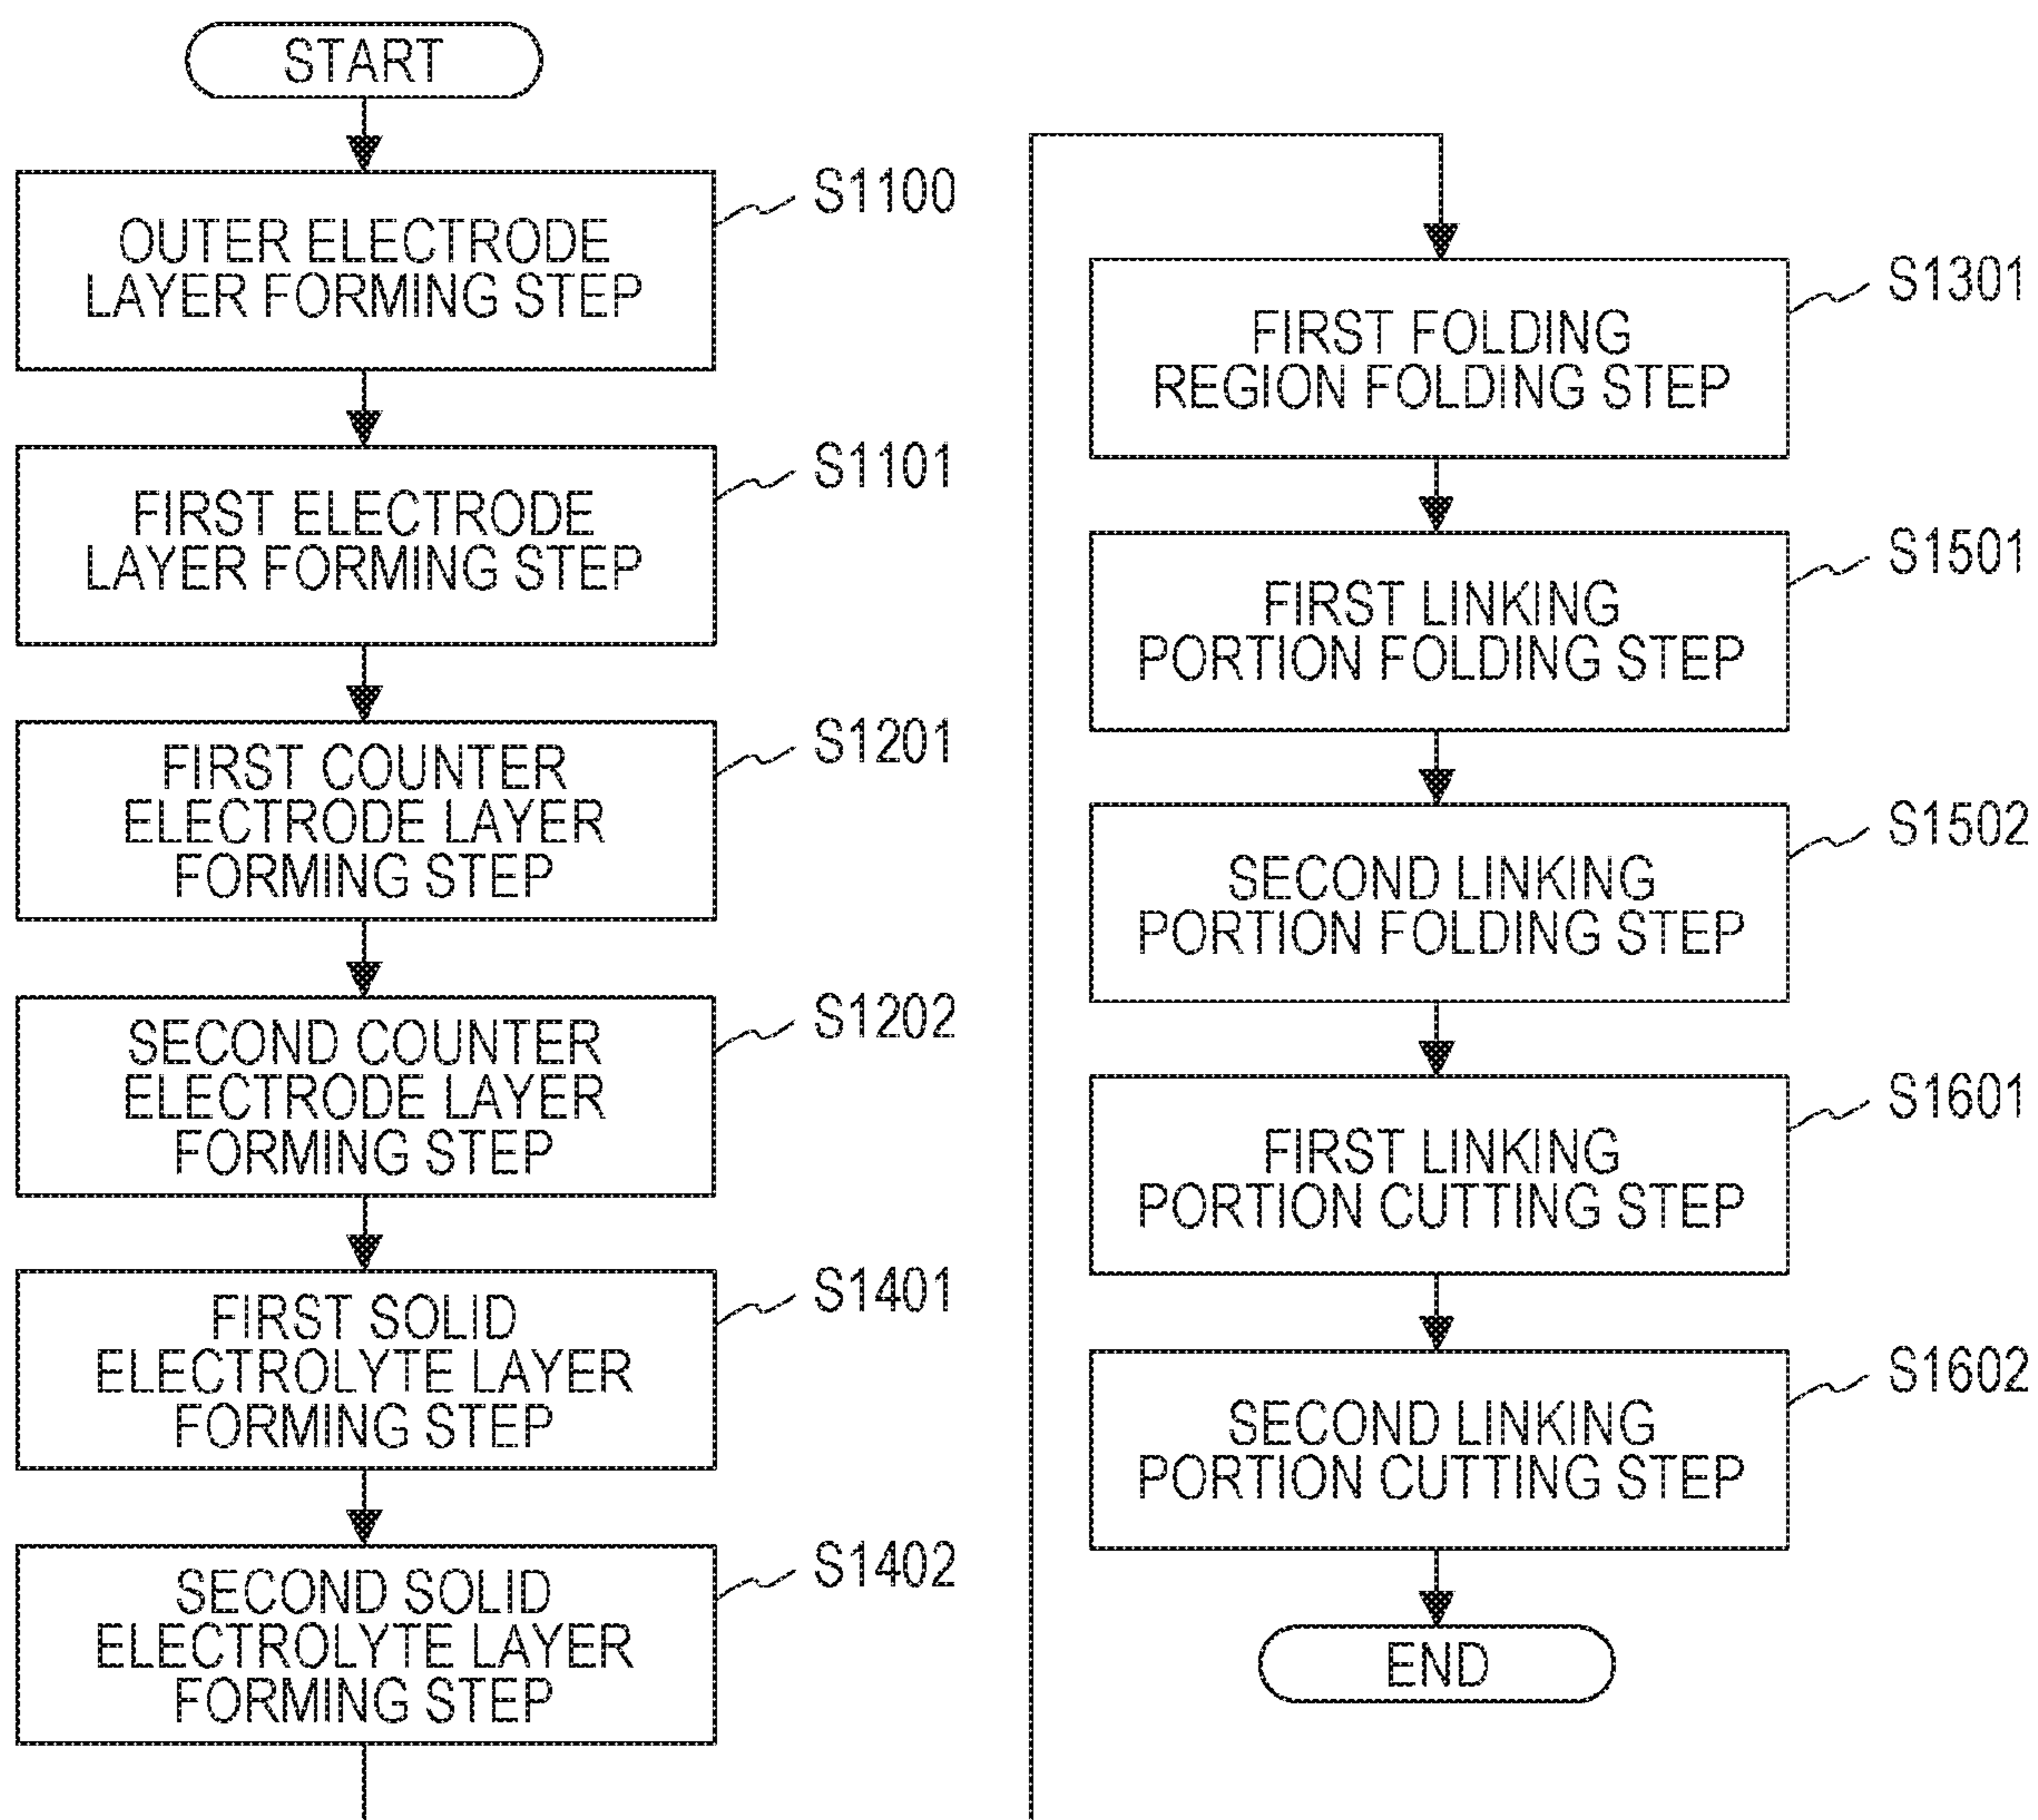 START
S1100
OUTER ELECTRODE
LAYER FORMING STEP
S1101
FIRST ELECTRODE
LAYER FORMING STEP
S1201
FIRST COUNTER
ELECTRODE LAYER
FORMING STEP
S1202
SECOND COUNTER
ELECTRODE LAYER
FORMING STEP
S1401
FIRST SOLID
ELECTROLYTE LAYER
FORMING STEP
S1402
SECOND SOLID
ELECTROLYTE LAYER
FORMING STEP
S1301
FIRST FOLDING
REGION FOLDING STEP
S1501
FIRST LINKING
PORTION FOLDING STEP
S1502
SECOND LINKING
PORTION FOLDING STEP
S1601
FIRST LINKING
PORTION CUTTING STEP
S1602
SECOND LINKING
PORTION CUTTING STEP
END